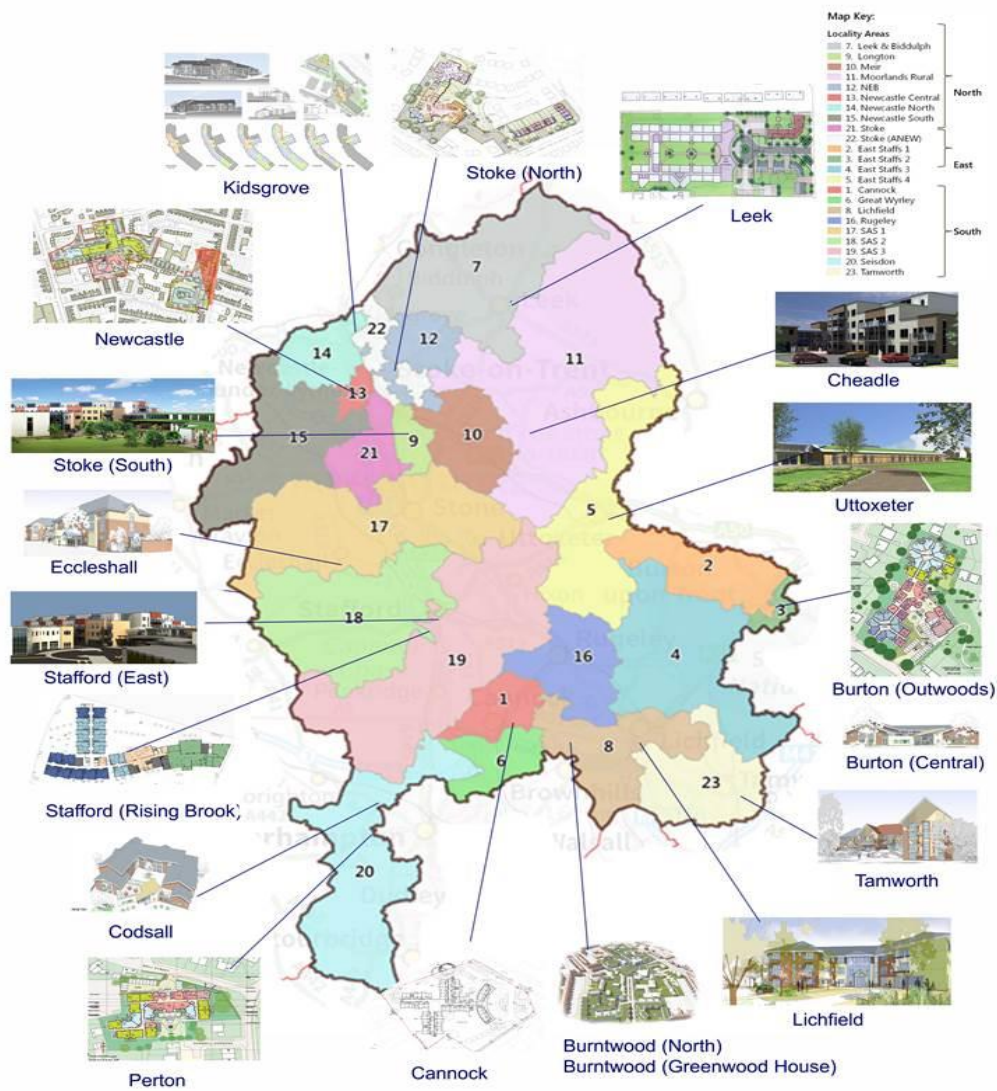 Map Key:
Locality Areas
7. Leek & Biddulph
9. Longton
10. Meir
11. Moorlands Rural
12. NEB
13. Newcastle Central
14. Newcastle North
15. Newcastle South
21. Stoke
22. Stoke (ANEW)
2. East Staffs 1
3. East Staffs 2
4. East Staffs 3
5. East Staffs 4
1. Cannock
6. Great Wyrley
8. Lichfield
16. Rugeley
17. SAS 1
18. SAS 2
19. SAS 3
20. Seisdon
23. Tamworth
North
East
South
Kidsgrove
Stoke (North)
Leek
Newcastle
Cheadle
Stoke (South)
Uttoxeter
Eccleshall
Stafford (East)
Burton (Outwoods)
Stafford (Rising Brook)
Burton (Central)
Codsall
Tamworth
Perton
Cannock
Burntwood (North)
Burntwood (Greenwood House)
Lichfield
7
22
12
14
11
13
15
9
10
21
5
17
2
3
18
19
16
4
1
6
8
23
20